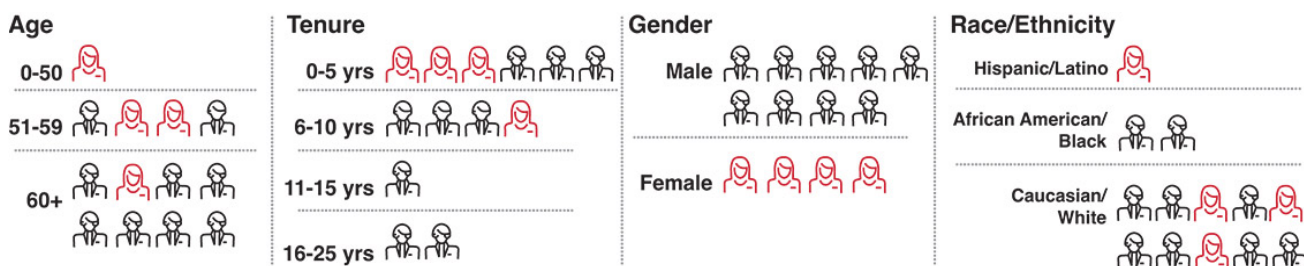 Age
0-50
51-59
60+
Tenure
0-5 yrs
6-10 yrs
11-15 yrs
16-25 yrs
Gender
Male
Female
Race/Ethnicity
Hispanic/Latino
African American/
Black
Caucasian/
White